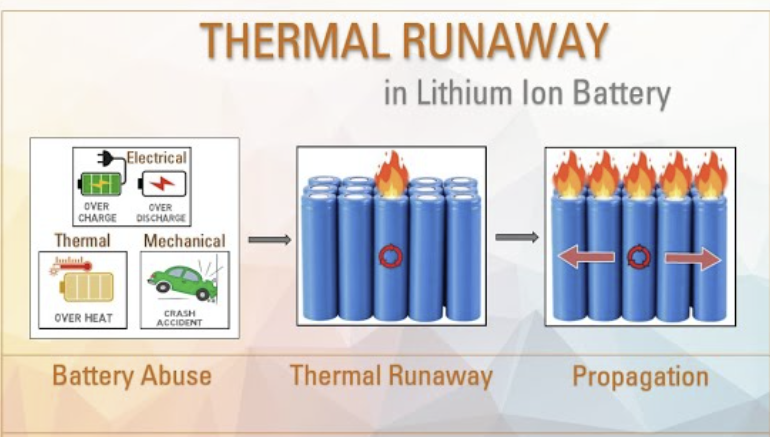 THERMAL RUNAWAY
in Lithium Ion Battery
Electrical
OVER
CHARGE
OVER
DISCHARGE
Thermal
OVER HEAT
Mechanical
CRASH
ACCIDENT
Battery Abuse
Thermal Runaway
Propagation